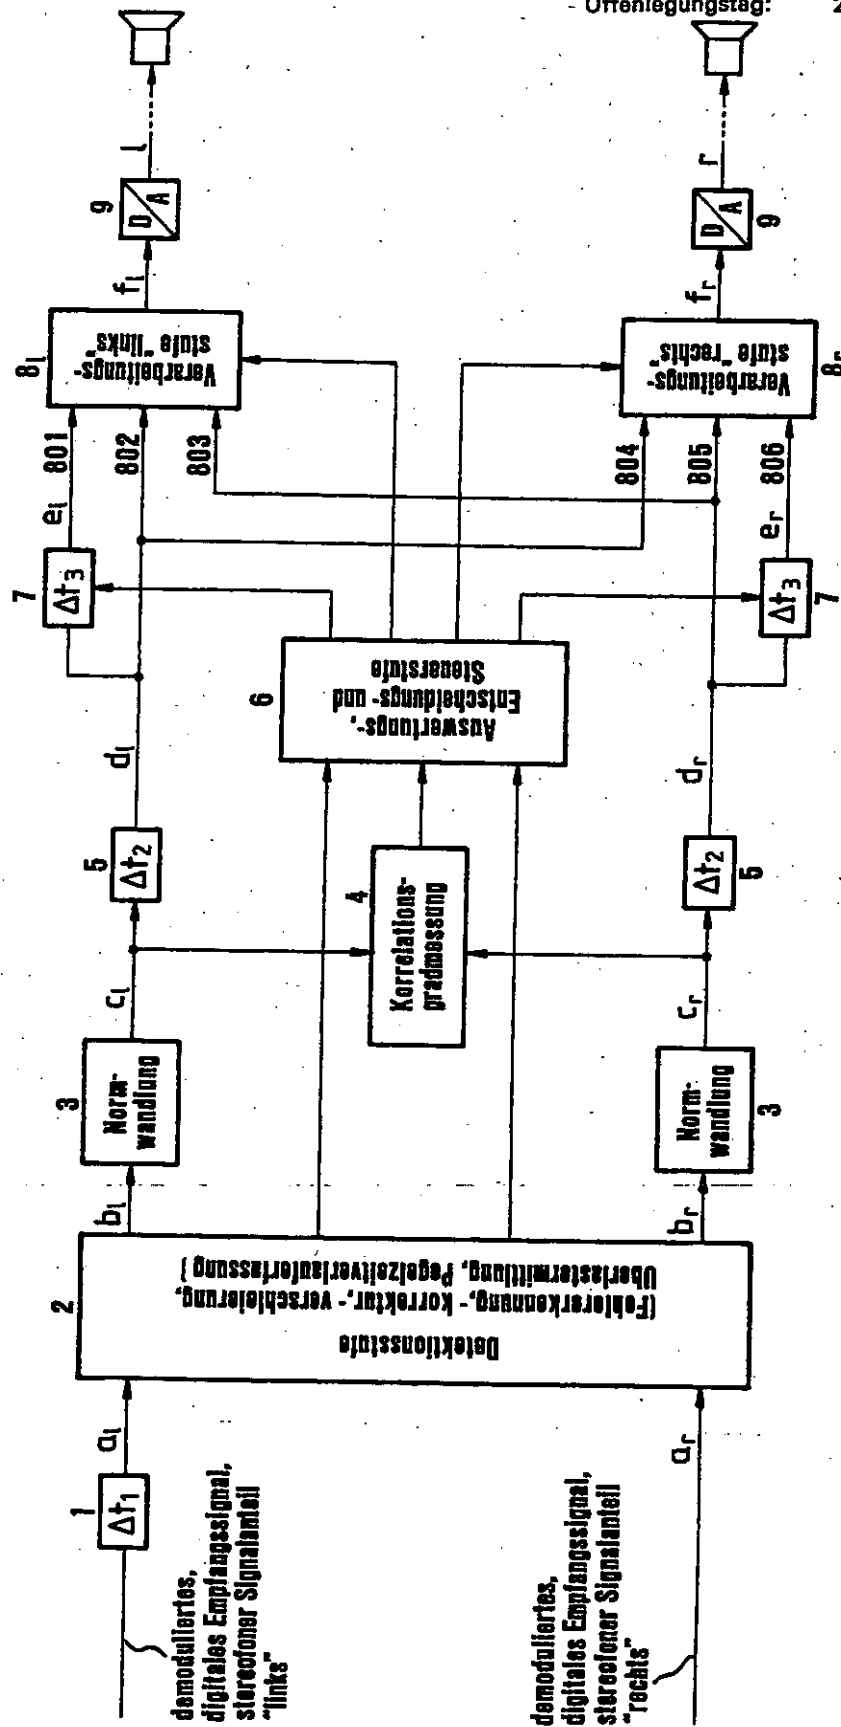 Offenlegungstag:
demoduliertes,
digitales Empfangssignal,
stereofoner Signalanteil
"links"
1
Δt₁
aₗ
demoduliertes,
digitales Empfangssignal,
stereofoner Signalanteil
"rechts"
aᵣ
2
Detektionsstufe
(Fehlererkennung,- korrektur,- verschleierung,
Überlastermittlung, Pegelzeitverlauferfassung)
bₗ
bᵣ
3
Norm-
wandlung
3
Norm-
wandlung
cₗ
cᵣ
4
Korrelations-
gradmessung
5
Δt₂
5
Δt₂
dₗ
dᵣ
6
Auswertungs-,
Entscheidungs- und
Steuerstufe
7
Δt₃
7
Δt₃
eₗ
eᵣ
801
802
803
804
805
806
8ₗ
Verarbeitungs-
stufe "links"
8ᵣ
Verarbeitungs-
stufe "rechts"
fₗ
fᵣ
9
D
A
9
D
A
l
r